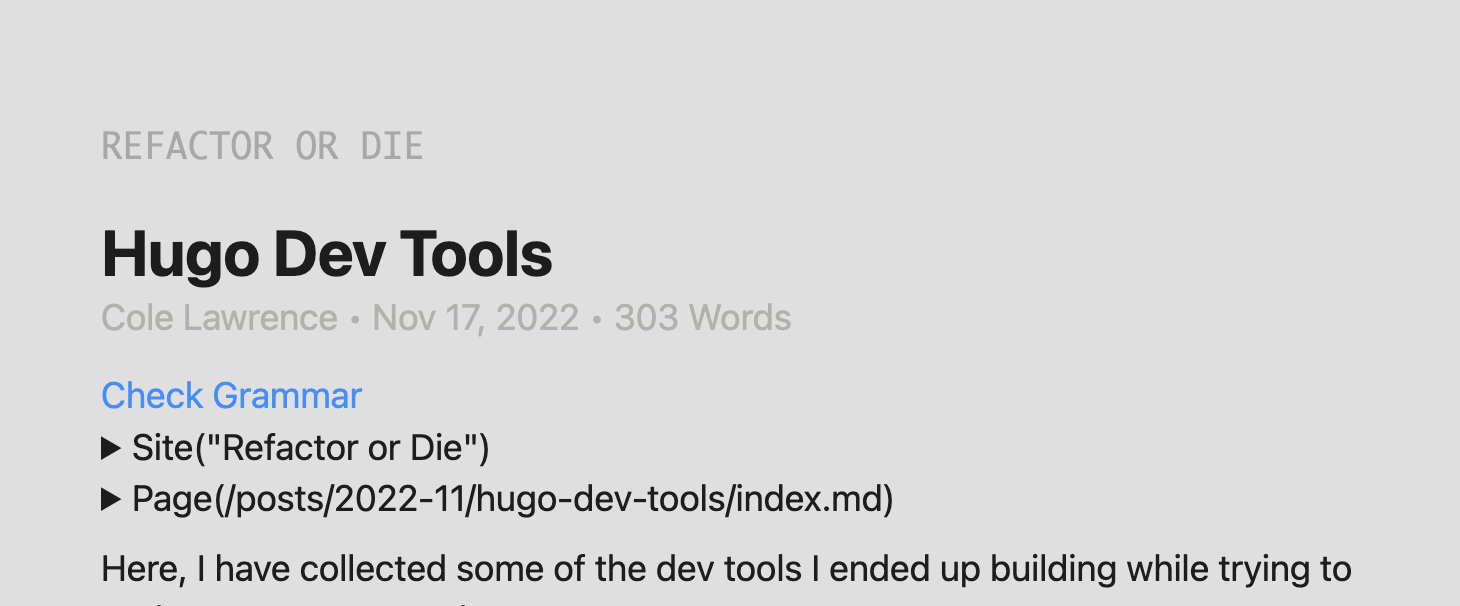 REFACTOR OR DIE
Hugo Dev Tools
Cole Lawrence • Nov 17, 2022 • 303 Words
Check Grammar
▶ Site("Refactor or Die")
▶ Page(/posts/2022-11/hugo-dev-tools/index.md)
Here, I have collected some of the dev tools I ended up building while trying to